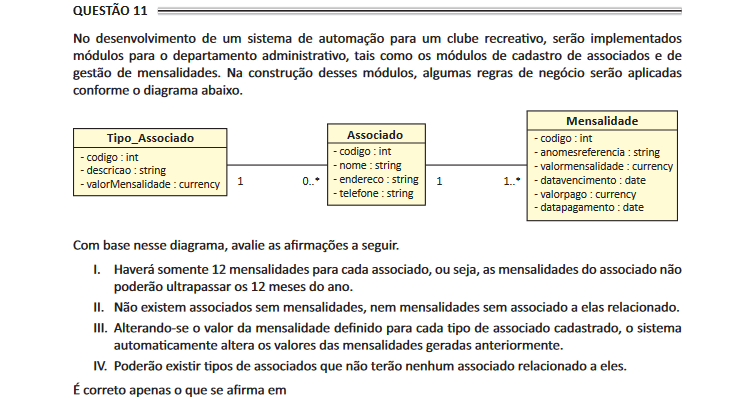 QUESTÃO 11
No desenvolvimento de um sistema de automação para um clube recreativo, serão implementados
módulos para o departamento administrativo, tais como os módulos de cadastro de associados e de
gestão de mensalidades. Na construção desses módulos, algumas regras de negócio serão aplicadas
conforme o diagrama abaixo.
Tipo_Associado
- codigo : int
- descricao : string
- valorMensalidade : currency
1
0..*
Associado
- codigo : int
- nome : string
- endereco : string
- telefone : string
1
1..*
Mensalidade
- codigo : int
- anomesreferencia : string
- valormensalidade : currency
- datavencimento : date
- valorpago : currency
- datapagamento : date
Com base nesse diagrama, avalie as afirmações a seguir.
I. Haverá somente 12 mensalidades para cada associado, ou seja, as mensalidades do associado não
poderão ultrapassar os 12 meses do ano.
II. Não existem associados sem mensalidades, nem mensalidades sem associado a elas relacionado.
III. Alterando-se o valor da mensalidade definido para cada tipo de associado cadastrado, o sistema
automaticamente altera os valores das mensalidades geradas anteriormente.
IV. Poderão existir tipos de associados que não terão nenhum associado relacionado a eles.
É correto apenas o que se afirma em